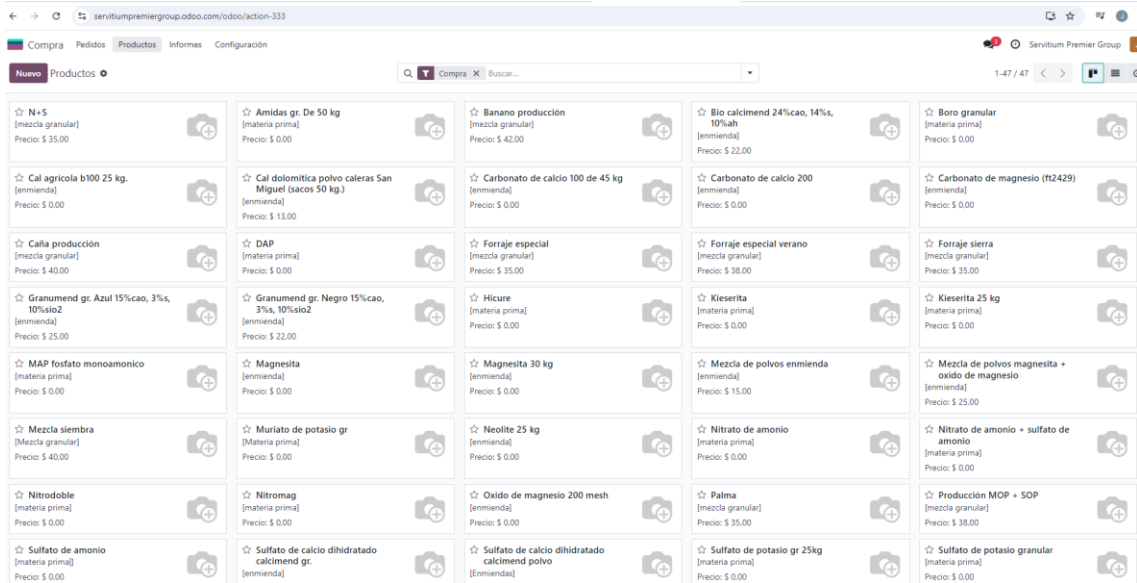 servitiumpremiergroup.odoo.com/odoo/action-333
Compra Pedidos Productos Informes Configuración
3 Servitium Premier Group
Nuevo Productos
Compra Buscar...
1-47 / 47
N+S
[mezcla granular]
Precio: $ 35,00
Amidas gr. De 50 kg
[materia prima]
Precio: $ 0,00
Banano producción
[mezcla granular]
Precio: $ 42,00
Bio calcimend 24%cao, 14%s,
10%ah
[enmienda]
Precio: $ 22,00
Boro granular
[materia prima]
Precio: $ 0,00
Cal agrícola b100 25 kg.
[enmienda]
Precio: $ 0,00
Cal dolomítica polvo caleras San
Miguel (sacos 50 kg.)
[enmienda]
Precio: $ 13,00
Carbonato de calcio 100 de 45 kg
[enmienda]
Precio: $ 0,00
Carbonato de calcio 200
[enmienda]
Precio: $ 0,00
Carbonato de magnesio (ft2429)
[enmienda]
Precio: $ 0,00
Caña producción
[mezcla granular]
Precio: $ 40,00
DAP
[materia prima]
Precio: $ 0,00
Forraje especial
[mezcla granular]
Precio: $ 35,00
Forraje especial verano
[mezcla granular]
Precio: $ 38,00
Forraje sierra
[mezcla granular]
Precio: $ 35,00
Granumend gr. Azul 15%cao, 3%s,
10%sio2
[enmienda]
Precio: $ 25,00
Granumend gr. Negro 15%cao,
3%s, 10%sio2
[enmienda]
Precio: $ 22,00
Hicure
[materia prima]
Precio: $ 0,00
Kieserita
[materia prima]
Precio: $ 0,00
Kieserita 25 kg
[materia prima]
Precio: $ 0,00
MAP fosfato monoamonico
[materia prima]
Precio: $ 0,00
Magnesita
[enmienda]
Precio: $ 0,00
Magnesita 30 kg
[enmienda]
Precio: $ 0,00
Mezcla de polvos enmienda
[enmienda]
Precio: $ 15,00
Mezcla de polvos magnesita +
oxido de magnesio
[enmienda]
Precio: $ 25,00
Mezcla siembra
[Mezcla granular]
Precio: $ 40,00
Muriato de potasio gr
[Materia prima]
Precio: $ 0,00
Neolite 25 kg
[enmienda]
Precio: $ 0,00
Nitrato de amonio
[materia prima]
Precio: $ 0,00
Nitrato de amonio + sulfato de
amonio
[materia prima]
Precio: $ 0,00
Nitrodoble
[materia prima]
Precio: $ 0,00
Nitromag
[materia prima]
Precio: $ 0,00
Oxido de magnesio 200 mesh
[enmienda]
Precio: $ 0,00
Palma
[mezcla granular]
Precio: $ 35,00
Producción MOP + SOP
[mezcla granular]
Precio: $ 38,00
Sulfato de amonio
[materia prima]]
Precio: $ 0,00
Sulfato de calcio dihidratado
calcimend gr.
[enmienda]
Sulfato de calcio dihidratado
calcimend polvo
[Enmiendas]
Sulfato de potasio gr 25kg
[materia prima]
Precio: $ 0,00
Sulfato de potasio granular
[materia prima]
Precio: $ 0,00